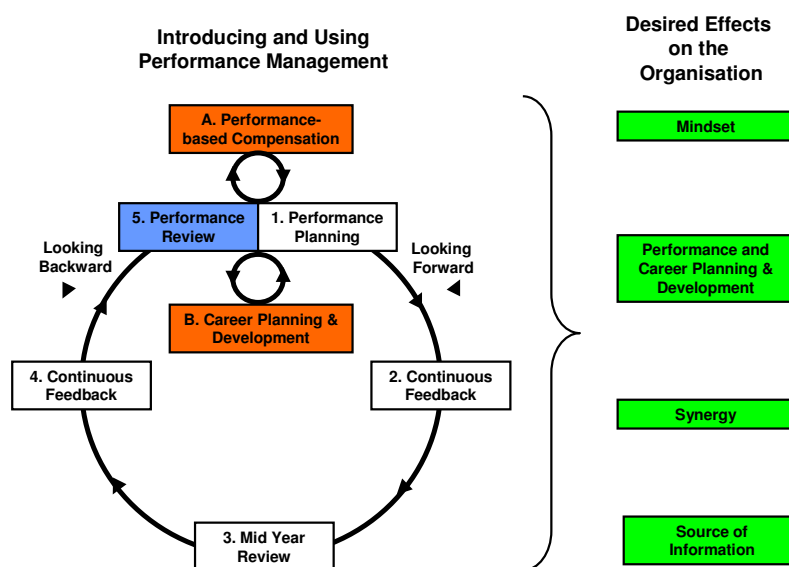 Introducing and Using
Performance Management
Desired Effects
on the
Organisation
A. Performance-
based Compensation
Mindset
5. Performance
Review
1. Performance
Planning
Looking
Backward
Looking
Forward
Performance and
Career Planning &
Development
B. Career Planning &
Development
4. Continuous
Feedback
2. Continuous
Feedback
Synergy
3. Mid Year
Review
Source of
Information